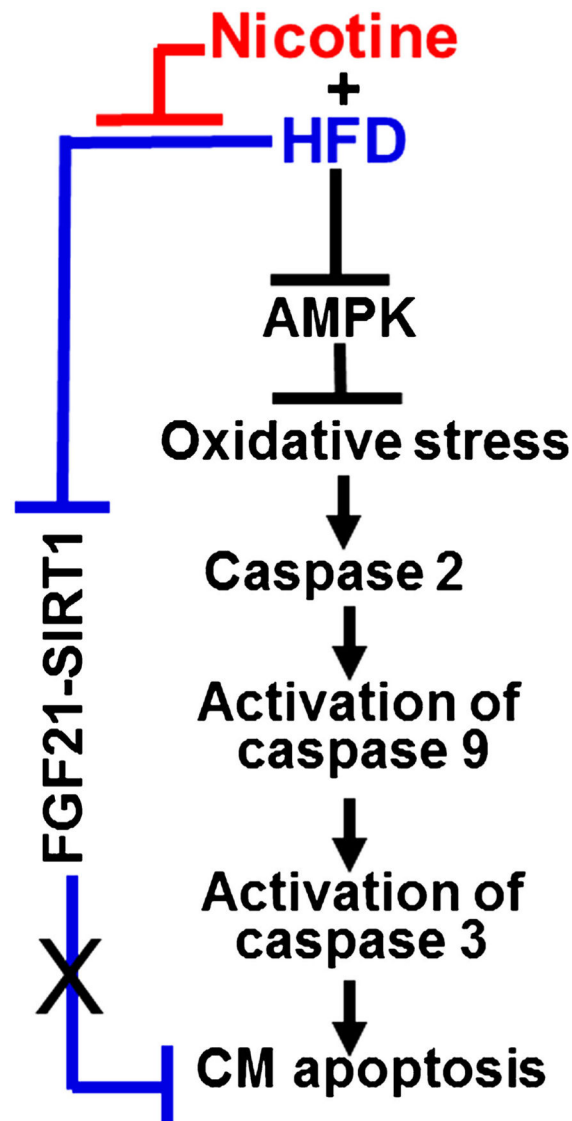 Nicotine
+
HFD
AMPK
Oxidative stress
Caspase 2
Activation of
caspase 9
Activation of
caspase 3
CM apoptosis
FGF21-SIRT1
X